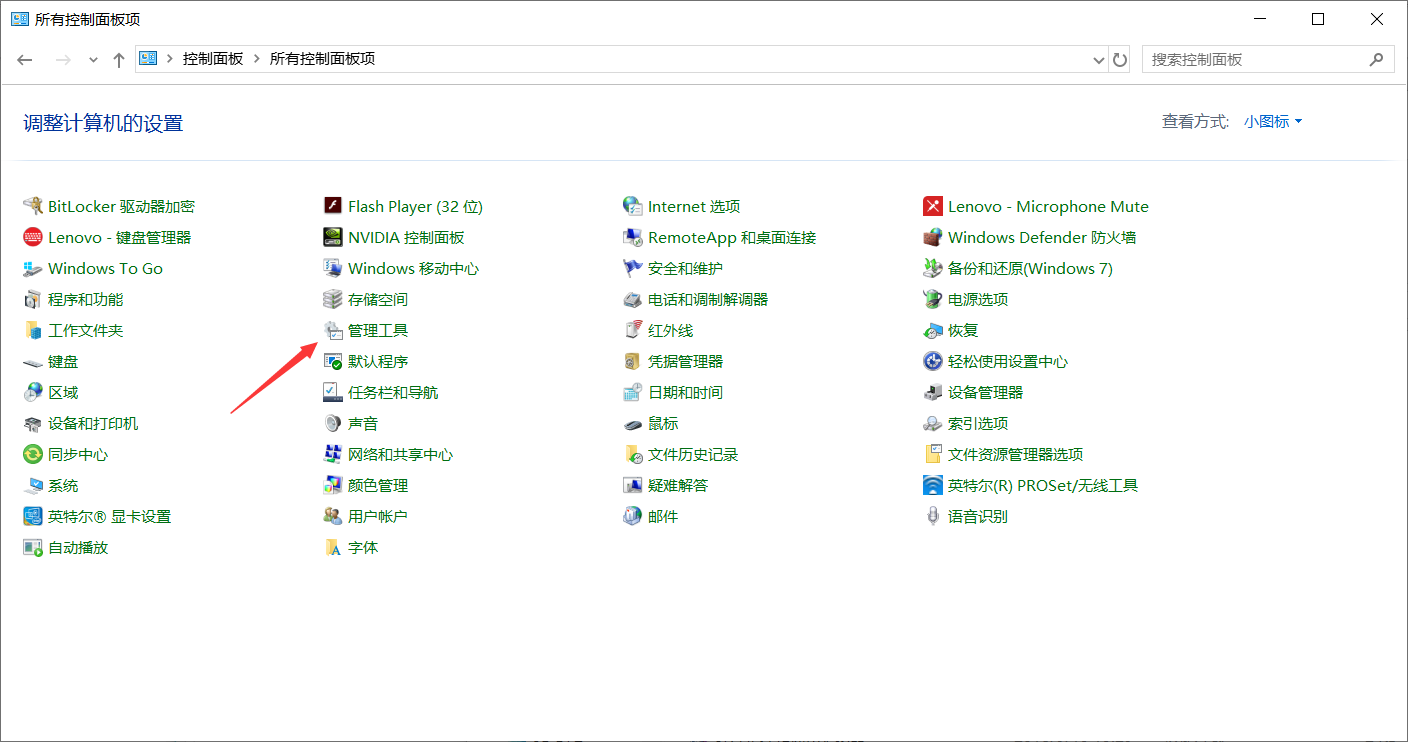 所有控制面板项
控制面板 所有控制面板项
搜索控制面板
调整计算机的设置
查看方式: 小图标
BitLocker 驱动器加密 Flash Player (32 位) Internet 选项 Lenovo - Microphone Mute
Lenovo - 键盘管理器 NVIDIA 控制面板 RemoteApp 和桌面连接 Windows Defender 防火墙
Windows To Go Windows 移动中心 安全和维护 备份和还原(Windows 7)
程序和功能 存储空间 电话和调制解调器 电源选项
工作文件夹 管理工具 红外线 恢复
键盘 默认程序 凭据管理器 轻松使用设置中心
区域 任务栏和导航 日期和时间 设备管理器
设备和打印机 声音 鼠标 索引选项
同步中心 网络和共享中心 文件历史记录 文件资源管理器选项
系统 颜色管理 疑难解答 英特尔(R) PROSet/无线工具
英特尔® 显卡设置 用户帐户 邮件 语音识别
自动播放 字体